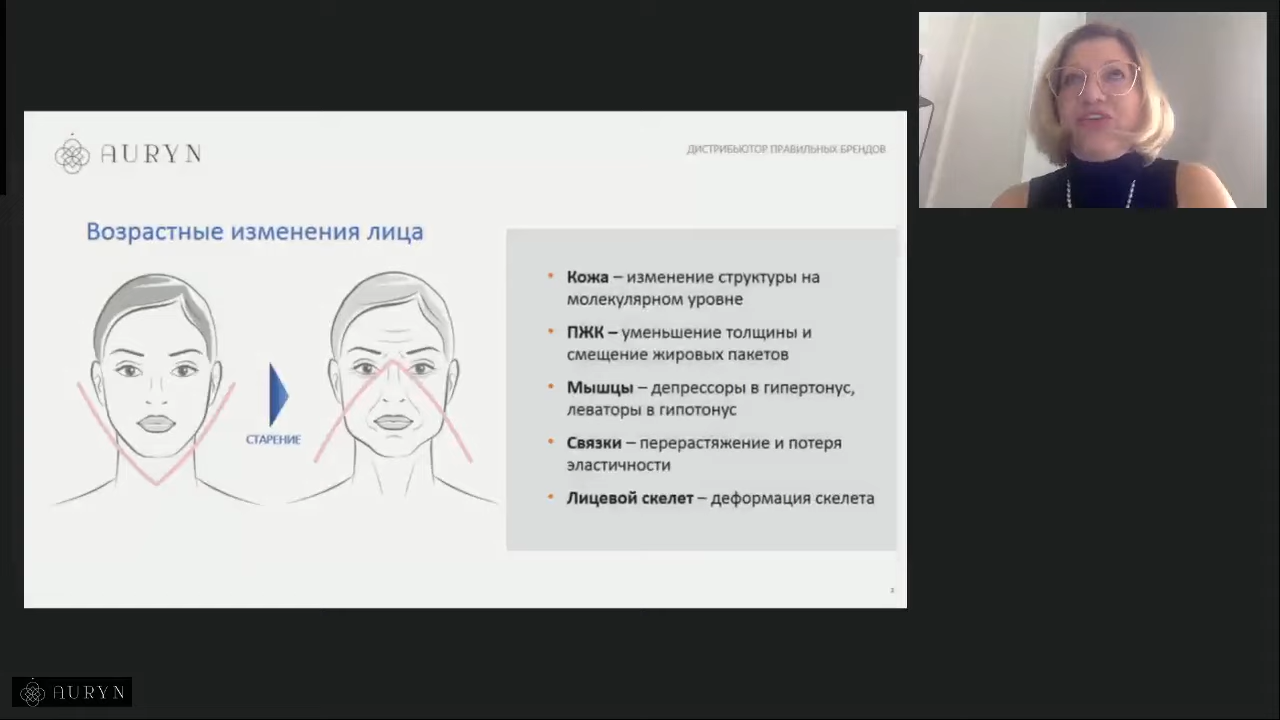 AURYN
ДИСТРИБЬЮТОР ПРАВИЛЬНЫХ БРЕНДОВ
Возрастные изменения лица
СТАРЕНИЕ
• Кожа – изменение структуры на
молекулярном уровне
• ПЖК – уменьшение толщины и
смещение жировых пакетов
• Мышцы – депрессоры в гипертонус,
леваторы в гипотонус
• Связки – перерастяжение и потеря
эластичности
• Лицевой скелет – деформация скелета
AURYN